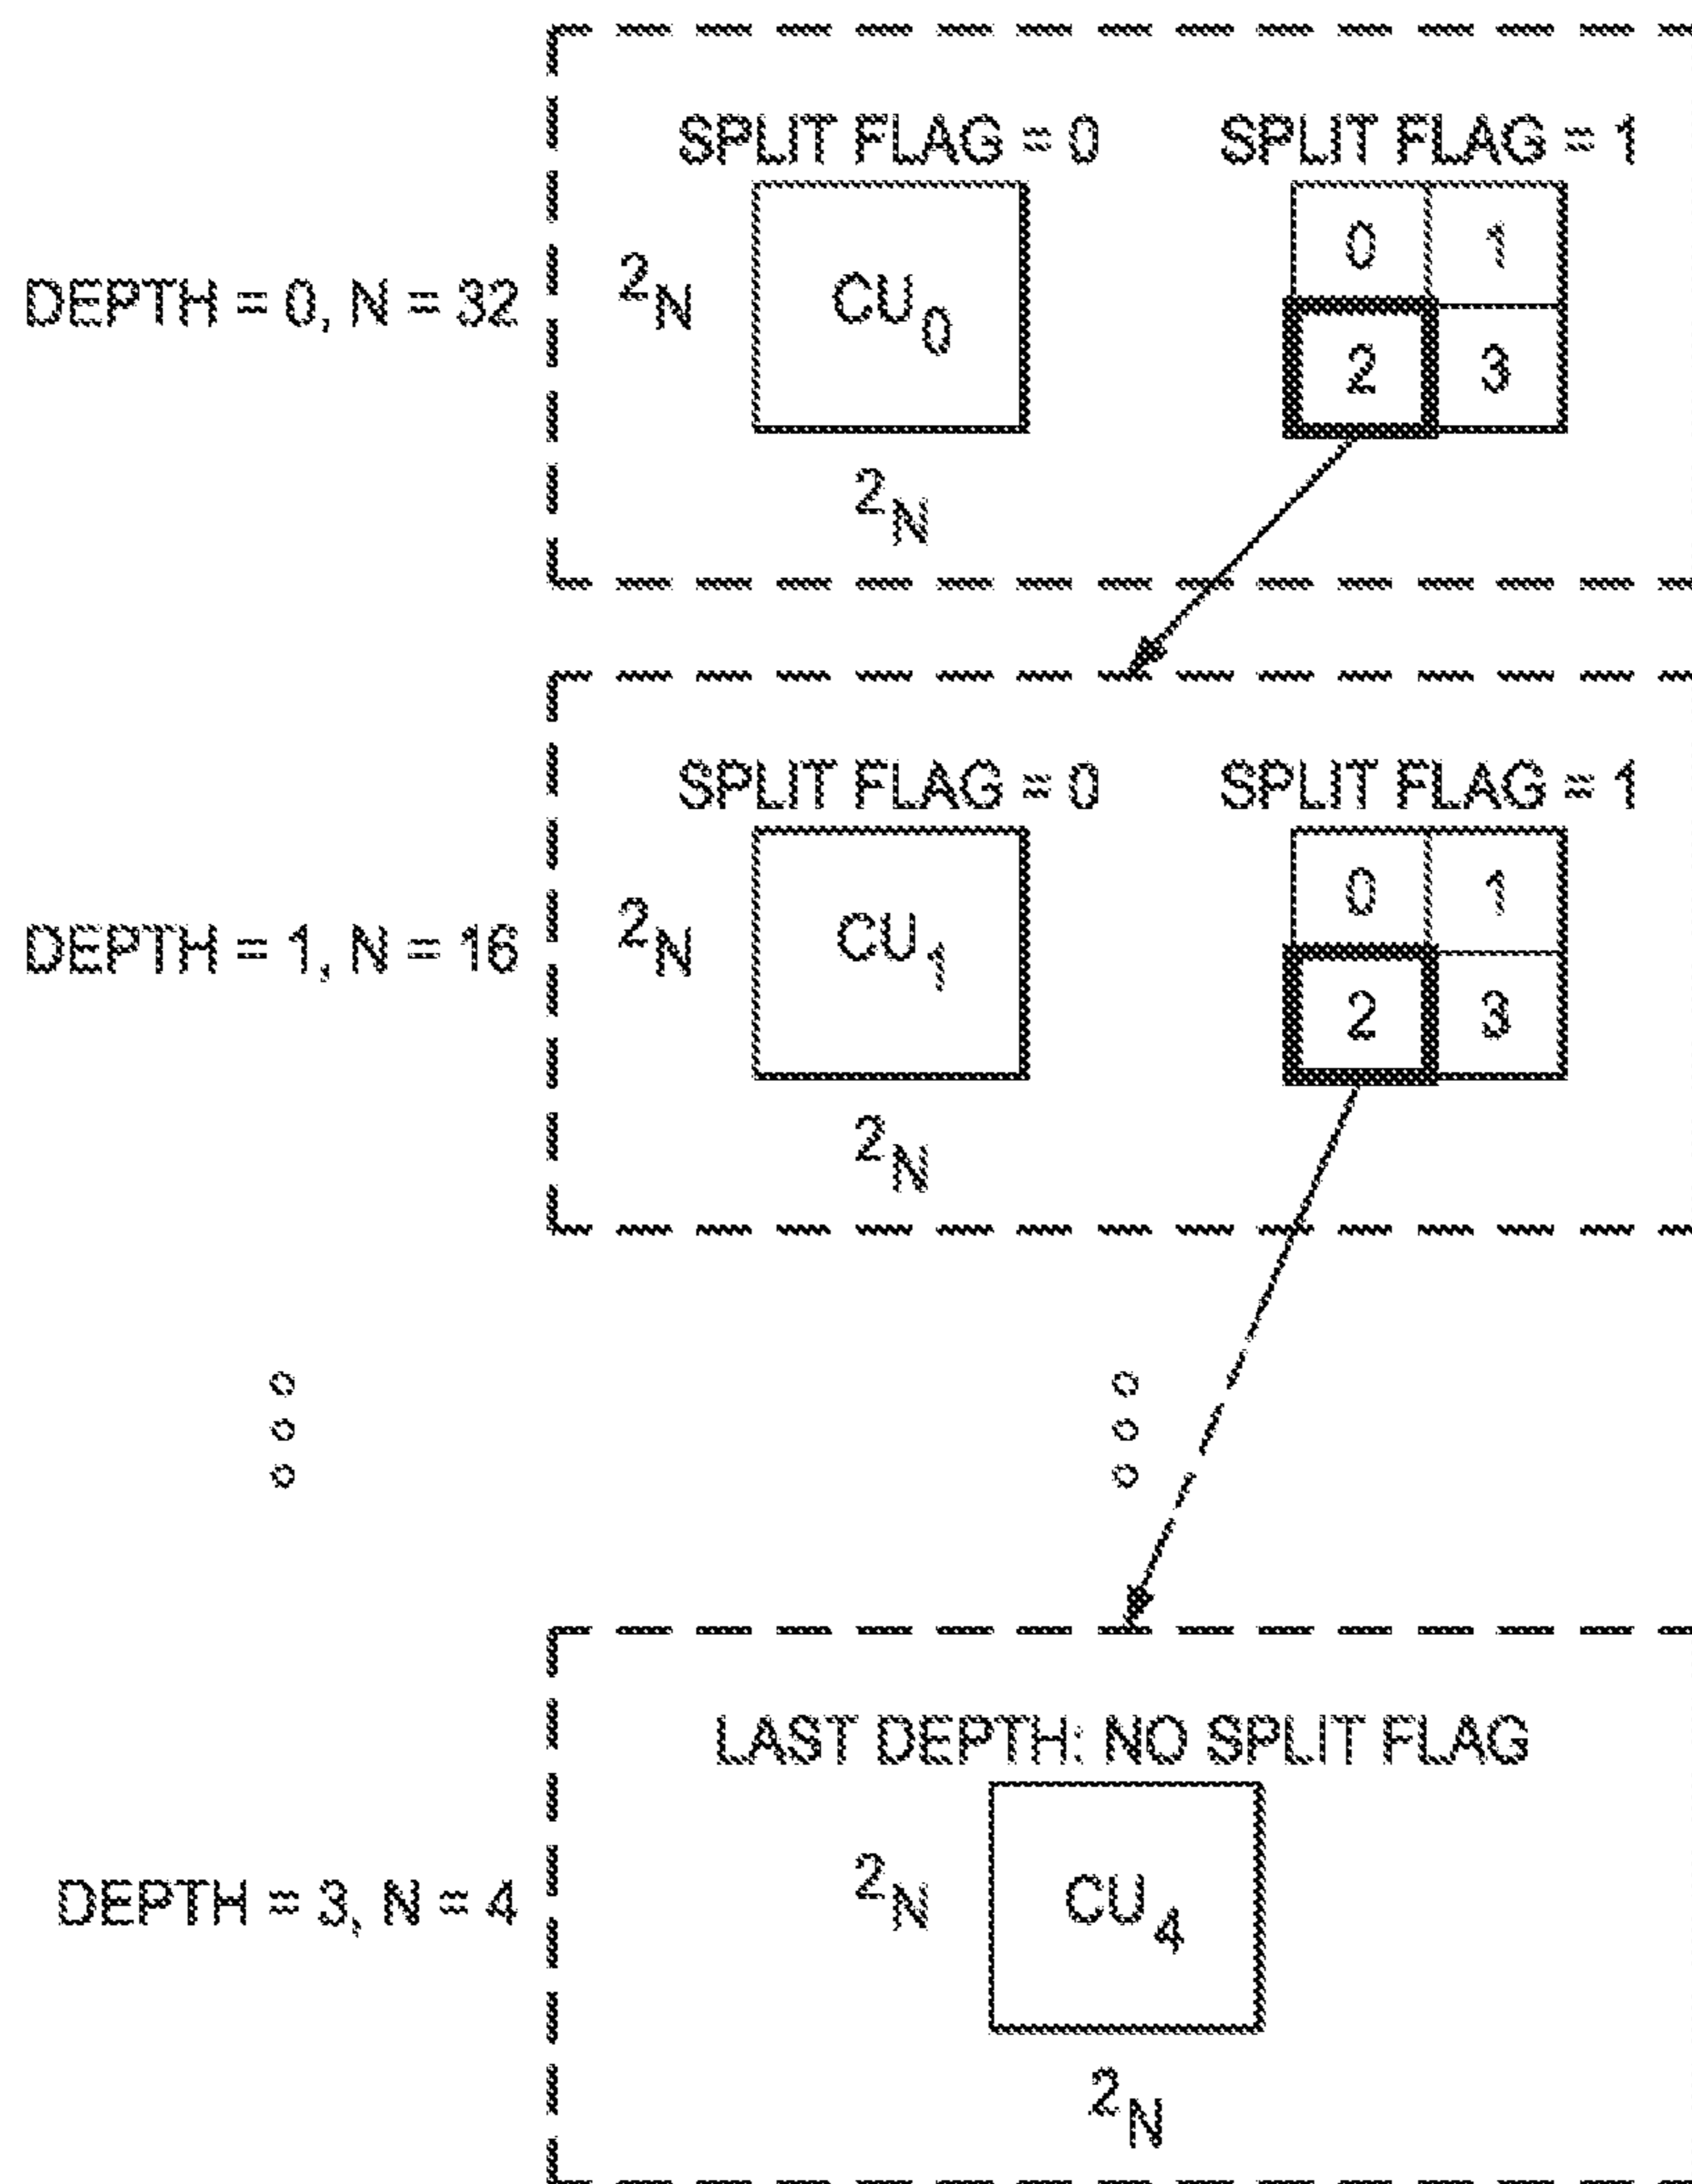 SPLIT FLAG = 0 SPLIT FLAG = 1
0 1
DEPTH = 0, N = 32 2N CU0
2 3
2N
SPLIT FLAG = 0 SPLIT FLAG = 1
0 1
DEPTH = 1, N = 16 2N CU1
2 3
2N
LAST DEPTH: NO SPLIT FLAG
DEPTH = 3, N = 4 2N CU4
2N